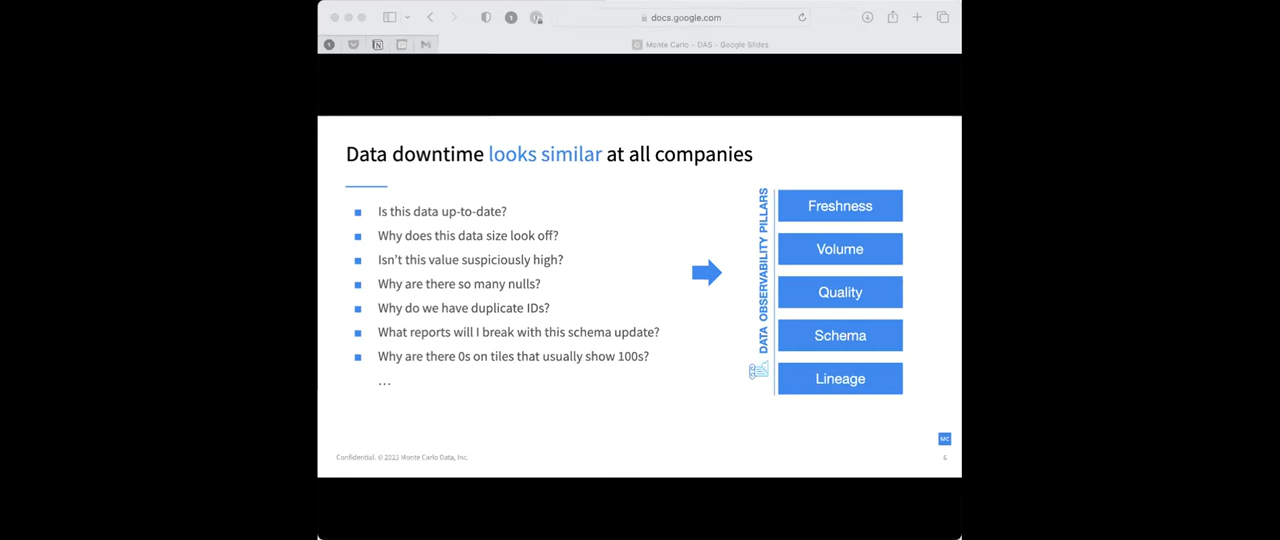 docs.google.com
Monte Carlo – DAS - Google Slides
Data downtime looks similar at all companies
Is this data up-to-date?
Why does this data size look off?
Isn't this value suspiciously high?
Why are there so many nulls?
Why do we have duplicate IDs?
What reports will I break with this schema update?
Why are there 0s on tiles that usually show 100s?
…
DATA OBSERVABILITY PILLARS
Freshness
Volume
Quality
Schema
Lineage
MC
Confidential. © 2023 Monte Carlo Data, Inc.
6